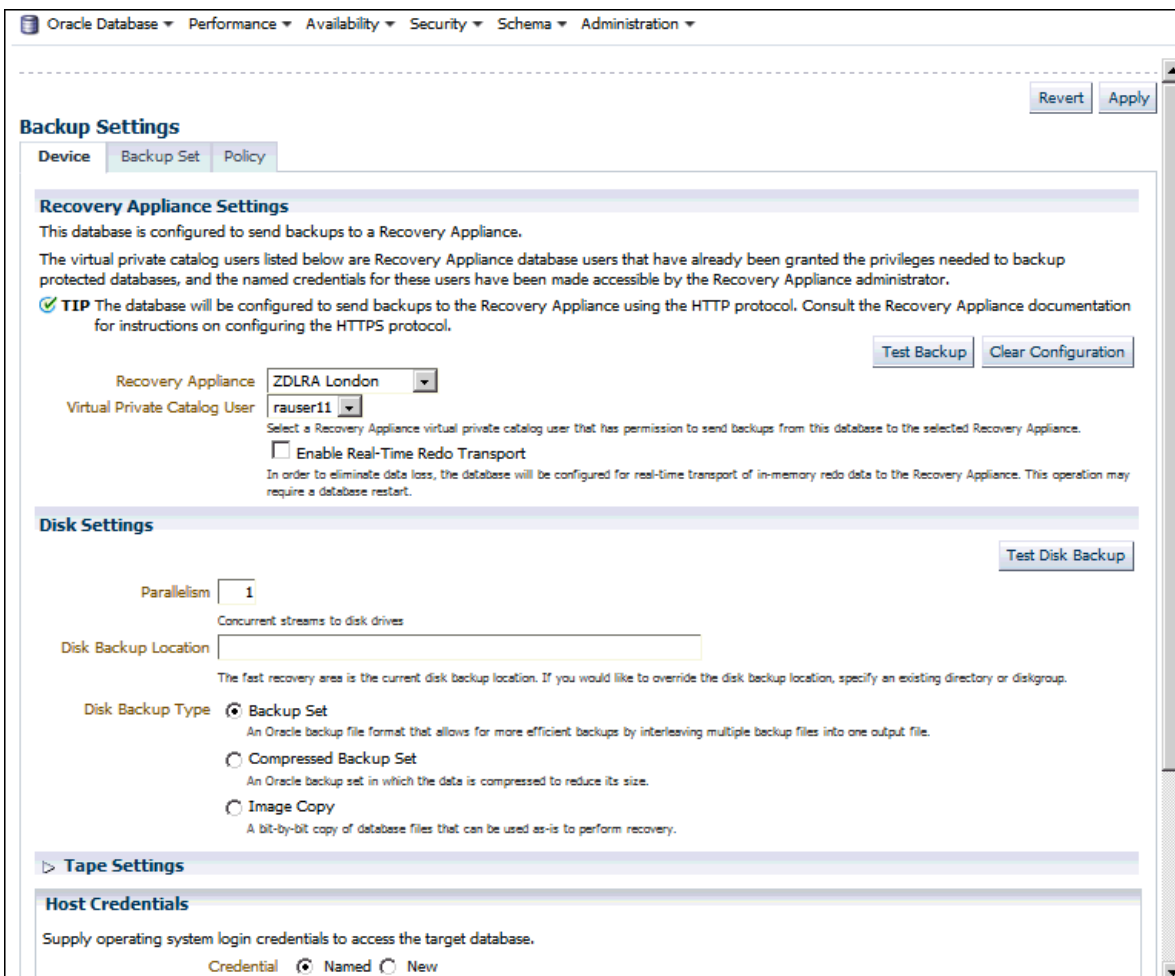 Oracle Database Performance Availability Security Schema Administration
Revert Apply
Backup Settings
Device Backup Set Policy
Recovery Appliance Settings
This database is configured to send backups to a Recovery Appliance.
The virtual private catalog users listed below are Recovery Appliance database users that have already been granted the privileges needed to backup
protected databases, and the named credentials for these users have been made accessible by the Recovery Appliance administrator.
TIP The database will be configured to send backups to the Recovery Appliance using the HTTP protocol. Consult the Recovery Appliance documentation
for instructions on configuring the HTTPS protocol.
Test Backup Clear Configuration
Recovery Appliance ZDLRA London
Virtual Private Catalog User rauser11
Select a Recovery Appliance virtual private catalog user that has permission to send backups from this database to the selected Recovery Appliance.
Enable Real-Time Redo Transport
In order to eliminate data loss, the database will be configured for real-time transport of in-memory redo data to the Recovery Appliance. This operation may
require a database restart.
Disk Settings
Test Disk Backup
Parallelism 1
Concurrent streams to disk drives
Disk Backup Location
The fast recovery area is the current disk backup location. If you would like to override the disk backup location, specify an existing directory or diskgroup.
Disk Backup Type Backup Set
An Oracle backup file format that allows for more efficient backups by interleaving multiple backup files into one output file.
Compressed Backup Set
An Oracle backup set in which the data is compressed to reduce its size.
Image Copy
A bit-by-bit copy of database files that can be used as-is to perform recovery.
Tape Settings
Host Credentials
Supply operating system login credentials to access the target database.
Credential Named New